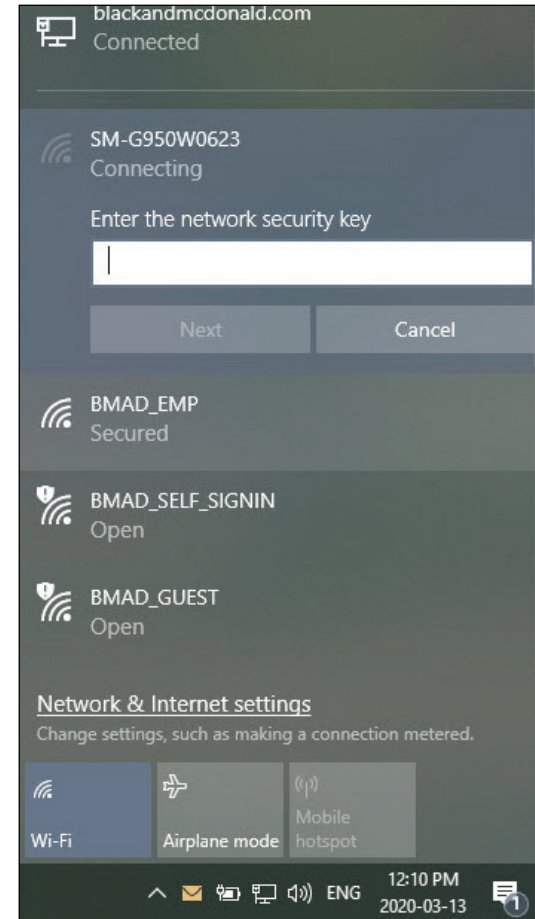 blackandmcdonald.com
Connected
SM-G950W0623
Connecting
Enter the network security key
Next
Cancel
BMAD_EMP
Secured
BMAD_SELF_SIGNIN
Open
BMAD_GUEST
Open
Network & Internet settings
Change settings, such as making a connection metered.
Wi-Fi
Airplane mode
Mobile
hotspot
ENG
12:10 PM
2020-03-13
1